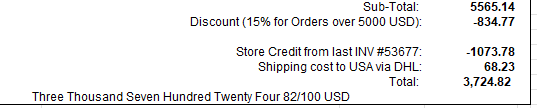 Sub-Total: 5565.14
Discount (15% for Orders over 5000 USD): -834.77
Store Credit from last INV #53677: -1073.78
Shipping cost to USA via DHL: 68.23
Total: 3,724.82
Three Thousand Seven Hundred Twenty Four 82/100 USD